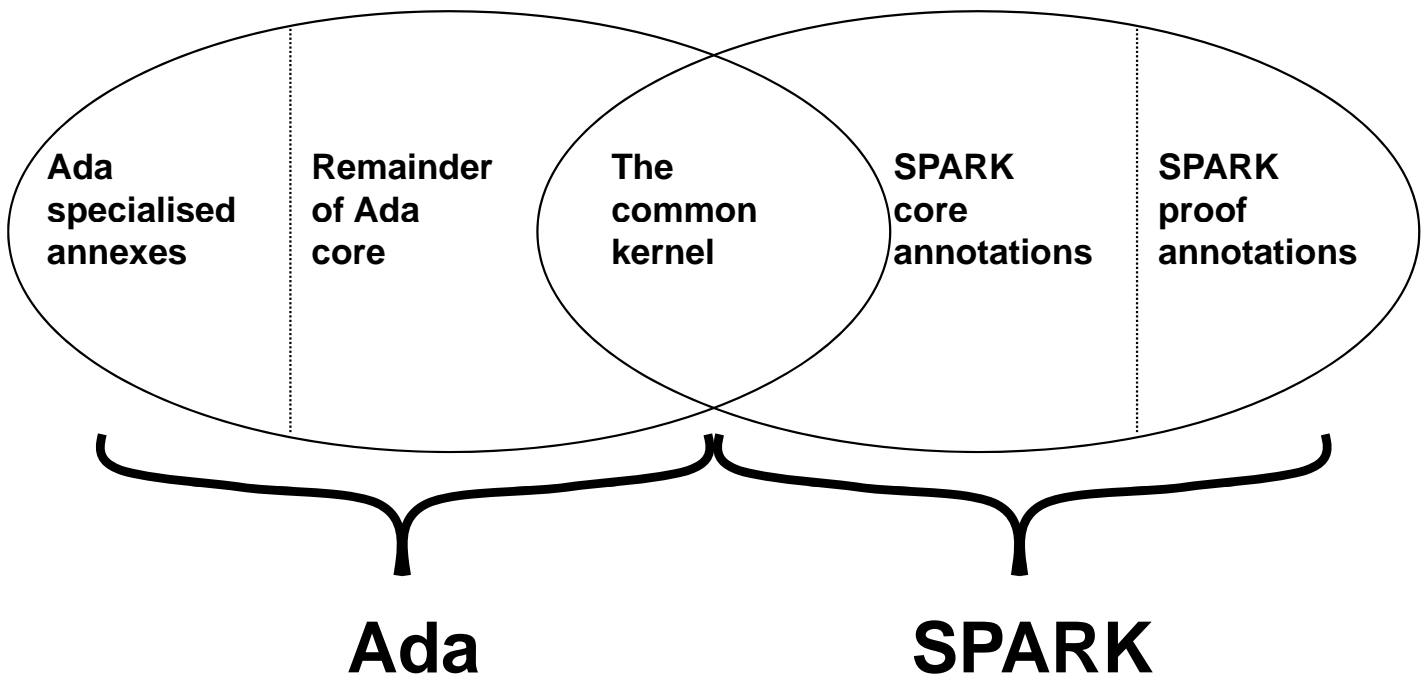 Ada
specialised
annexes
Remainder
of Ada
core
The
common
kernel
SPARK
core
annotations
SPARK
proof
annotations
Ada
SPARK